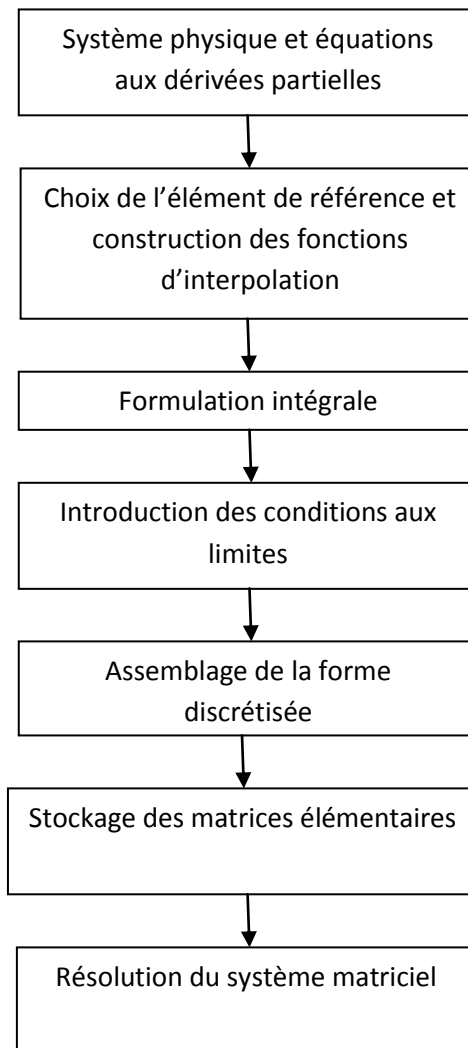 Système physique et équations
aux dérivées partielles
Choix de l’élément de référence et
construction des fonctions
d’interpolation
Formulation intégrale
Introduction des conditions aux
limites
Assemblage de la forme
discrétisée
Stockage des matrices élémentaires
Résolution du système matriciel